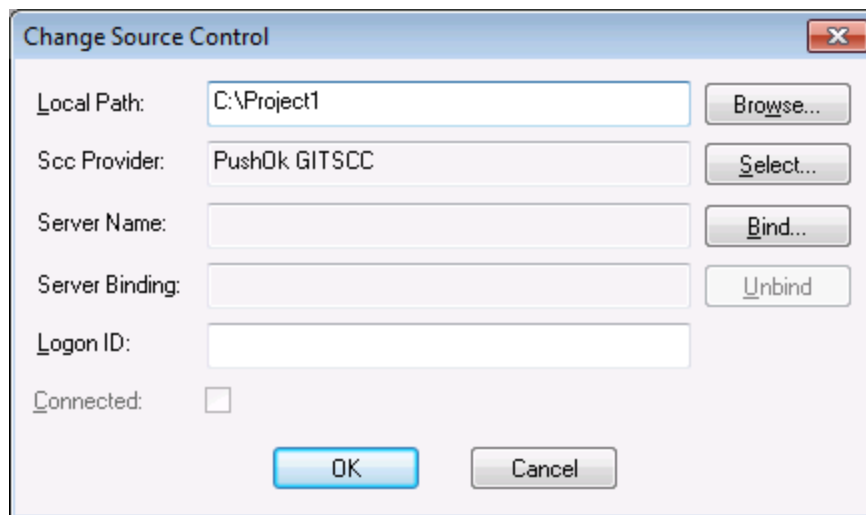 Change Source Control
Local Path: C:\Project1 Browse...
Scc Provider: PushOk GITSCC Select...
Server Name: Bind...
Server Binding: Unbind
Logon ID:
Connected:
OK Cancel